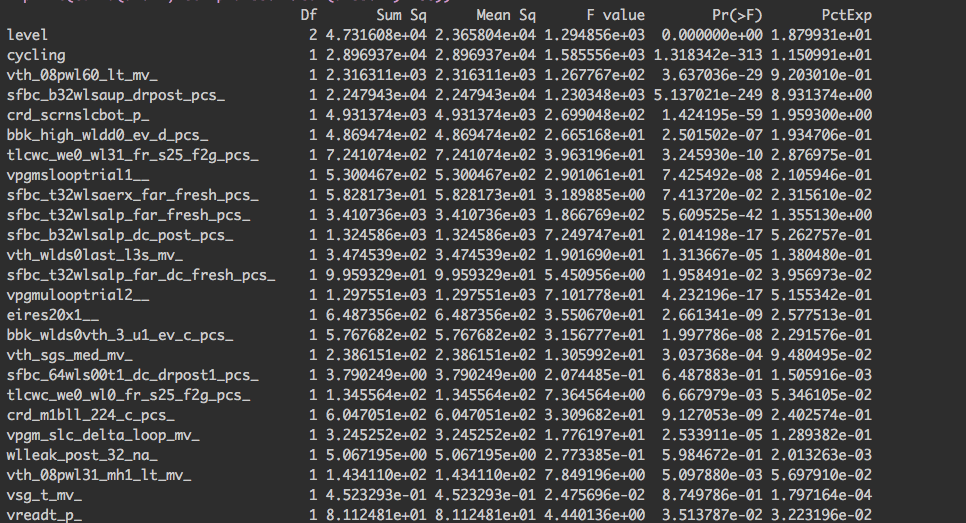 Df Sum Sq Mean Sq F value Pr(>F) PctExp
level 2 4.731608e+04 2.365804e+04 1.294856e+03 0.000000e+00 1.879931e+01
cycling 1 2.896937e+04 2.896937e+04 1.585556e+03 1.318342e-313 1.150991e+01
vth_08pwl60_lt_mv_ 1 2.316311e+03 2.316311e+03 1.267767e+02 3.637036e-29 9.203010e-01
sfbc_b32wlsaup_drpost_pcs_ 1 2.247943e+04 2.247943e+04 1.230348e+03 5.137021e-249 8.931374e+00
crd_scrnslcbot_p_ 1 4.931374e+03 4.931374e+03 2.699048e+02 1.424195e-59 1.959300e+00
bbk_high_wldd0_ev_d_pcs_ 1 4.869474e+02 4.869474e+02 2.665168e+01 2.501502e-07 1.934706e-01
tlcwc_we0_wl31_fr_s25_f2g_pcs_ 1 7.241074e+02 7.241074e+02 3.963196e+01 3.245930e-10 2.876975e-01
vpgmslooptrial1__ 1 5.300467e+02 5.300467e+02 2.901061e+01 7.425492e-08 2.105946e-01
sfbc_t32wlsaerx_far_fresh_pcs_ 1 5.828173e+01 5.828173e+01 3.189885e+00 7.413720e-02 2.315610e-02
sfbc_t32wlsalp_far_fresh_pcs_ 1 3.410736e+03 3.410736e+03 1.866769e+02 5.609525e-42 1.355130e+00
sfbc_b32wlsalp_dc_post_pcs_ 1 1.324586e+03 1.324586e+03 7.249747e+01 2.014198e-17 5.262757e-01
vth_wlds0last_l3s_mv_ 1 3.474539e+02 3.474539e+02 1.901690e+01 1.313667e-05 1.380480e-01
sfbc_t32wlsalp_far_dc_fresh_pcs_ 1 9.959329e+01 9.959329e+01 5.450956e+00 1.958491e-02 3.956973e-02
vpgmulooptrial2__ 1 1.297551e+03 1.297551e+03 7.101778e+01 4.232196e-17 5.155342e-01
eires20x1__ 1 6.487356e+02 6.487356e+02 3.550670e+01 2.661341e-09 2.577513e-01
bbk_wlds0vth_3_u1_ev_c_pcs_ 1 5.767682e+02 5.767682e+02 3.156777e+01 1.997786e-08 2.291576e-01
vth_sgs_med_mv_ 1 2.386151e+02 2.386151e+02 1.305992e+01 3.037368e-04 9.480495e-02
sfbc_64wls00t1_dc_drpost1_pcs_ 1 3.790249e+00 3.790249e+00 2.074485e-01 6.487883e-01 1.505916e-03
tlcwc_we0_wl0_fr_s25_f2g_pcs_ 1 1.345564e+02 1.345564e+02 7.364564e+00 6.667979e-03 5.346105e-02
crd_m1bll_224_c_pcs_ 1 6.047051e+02 6.047051e+02 3.309682e+01 9.127053e-09 2.402574e-01
vpgm_slc_delta_loop_mv_ 1 3.245252e+02 3.245252e+02 1.776197e+01 2.533911e-05 1.289382e-01
wlleak_post_32_na_ 1 5.067195e+00 5.067195e+00 2.773385e-01 5.984672e-01 2.013263e-03
vth_08pwl31_mh1_lt_mv_ 1 1.434110e+02 1.434110e+02 7.849196e+00 5.097880e-03 5.697910e-02
vsg_t_mv_ 1 4.523293e-01 4.523293e-01 2.475696e-02 8.749786e-01 1.797164e-04
vreadt_p_ 1 8.112481e+01 8.112481e+01 4.440136e+00 3.513787e-02 3.223196e-02